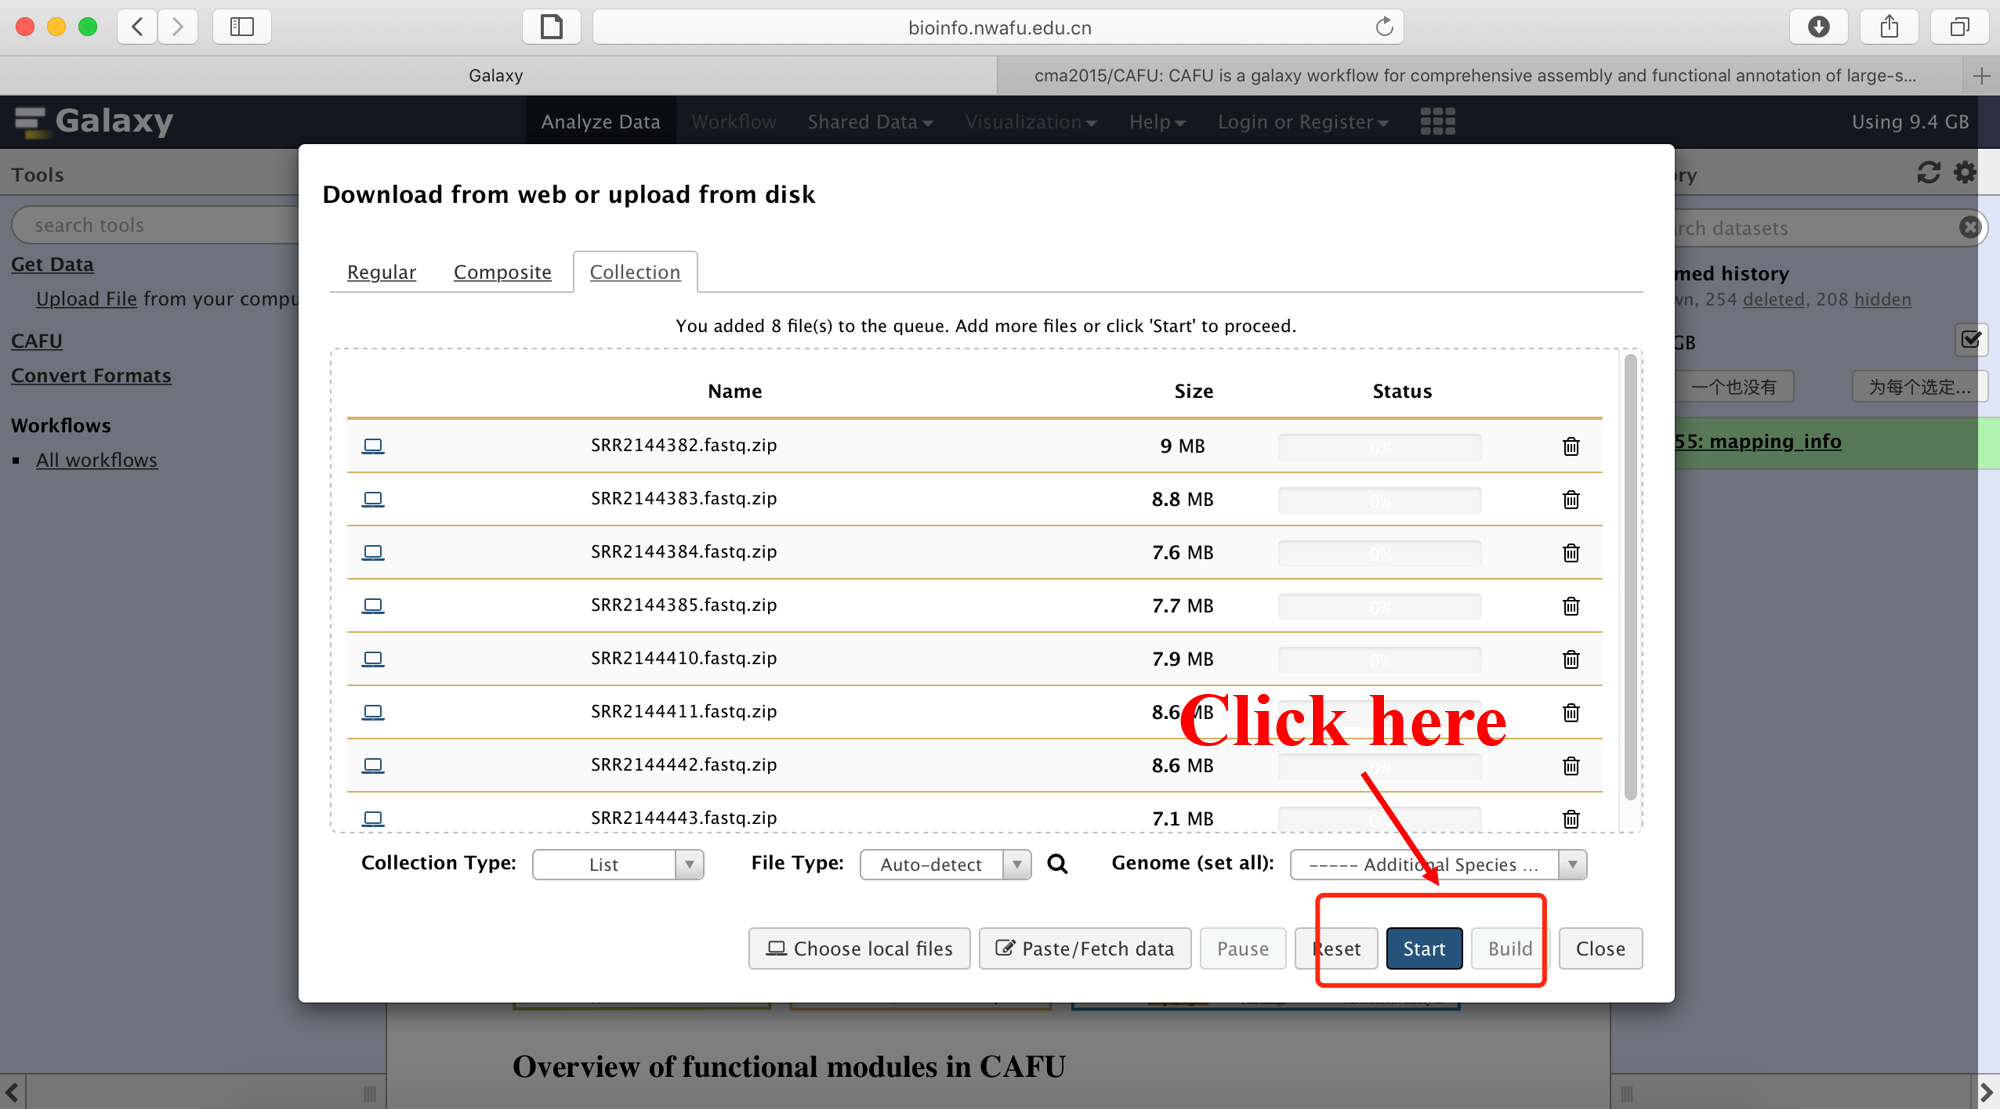 bioinfo.nwafu.edu.cn
Galaxy
cma2015/CAFU: CAFU is a galaxy workflow for comprehensive assembly and functional annotation of large-s...
Galaxy
Analyze Data
Workflow
Shared Data
Visualization
Help
Login or Register
Using 9.4 GB
Tools
ry
search tools
rch datasets
Get Data
Upload File from your compu
CAFU
Convert Formats
Workflows
All workflows
med history
wn, 254 deleted, 208 hidden
GB
一个也没有
为每个选定...
55: mapping_info
Download from web or upload from disk
Regular
Composite
Collection
You added 8 file(s) to the queue. Add more files or click 'Start' to proceed.
Name Size Status
SRR2144382.fastq.zip 9 MB 0%
SRR2144383.fastq.zip 8.8 MB 0%
SRR2144384.fastq.zip 7.6 MB 0%
SRR2144385.fastq.zip 7.7 MB 0%
SRR2144410.fastq.zip 7.9 MB 0%
SRR2144411.fastq.zip 8.6 MB
Click here
SRR2144442.fastq.zip 8.6 MB 0%
SRR2144443.fastq.zip 7.1 MB
Collection Type: List File Type: Auto-detect Genome (set all): ----- Additional Species ...
Choose local files
Paste/Fetch data
Pause
Reset
Start
Build
Close
Overview of functional modules in CAFU